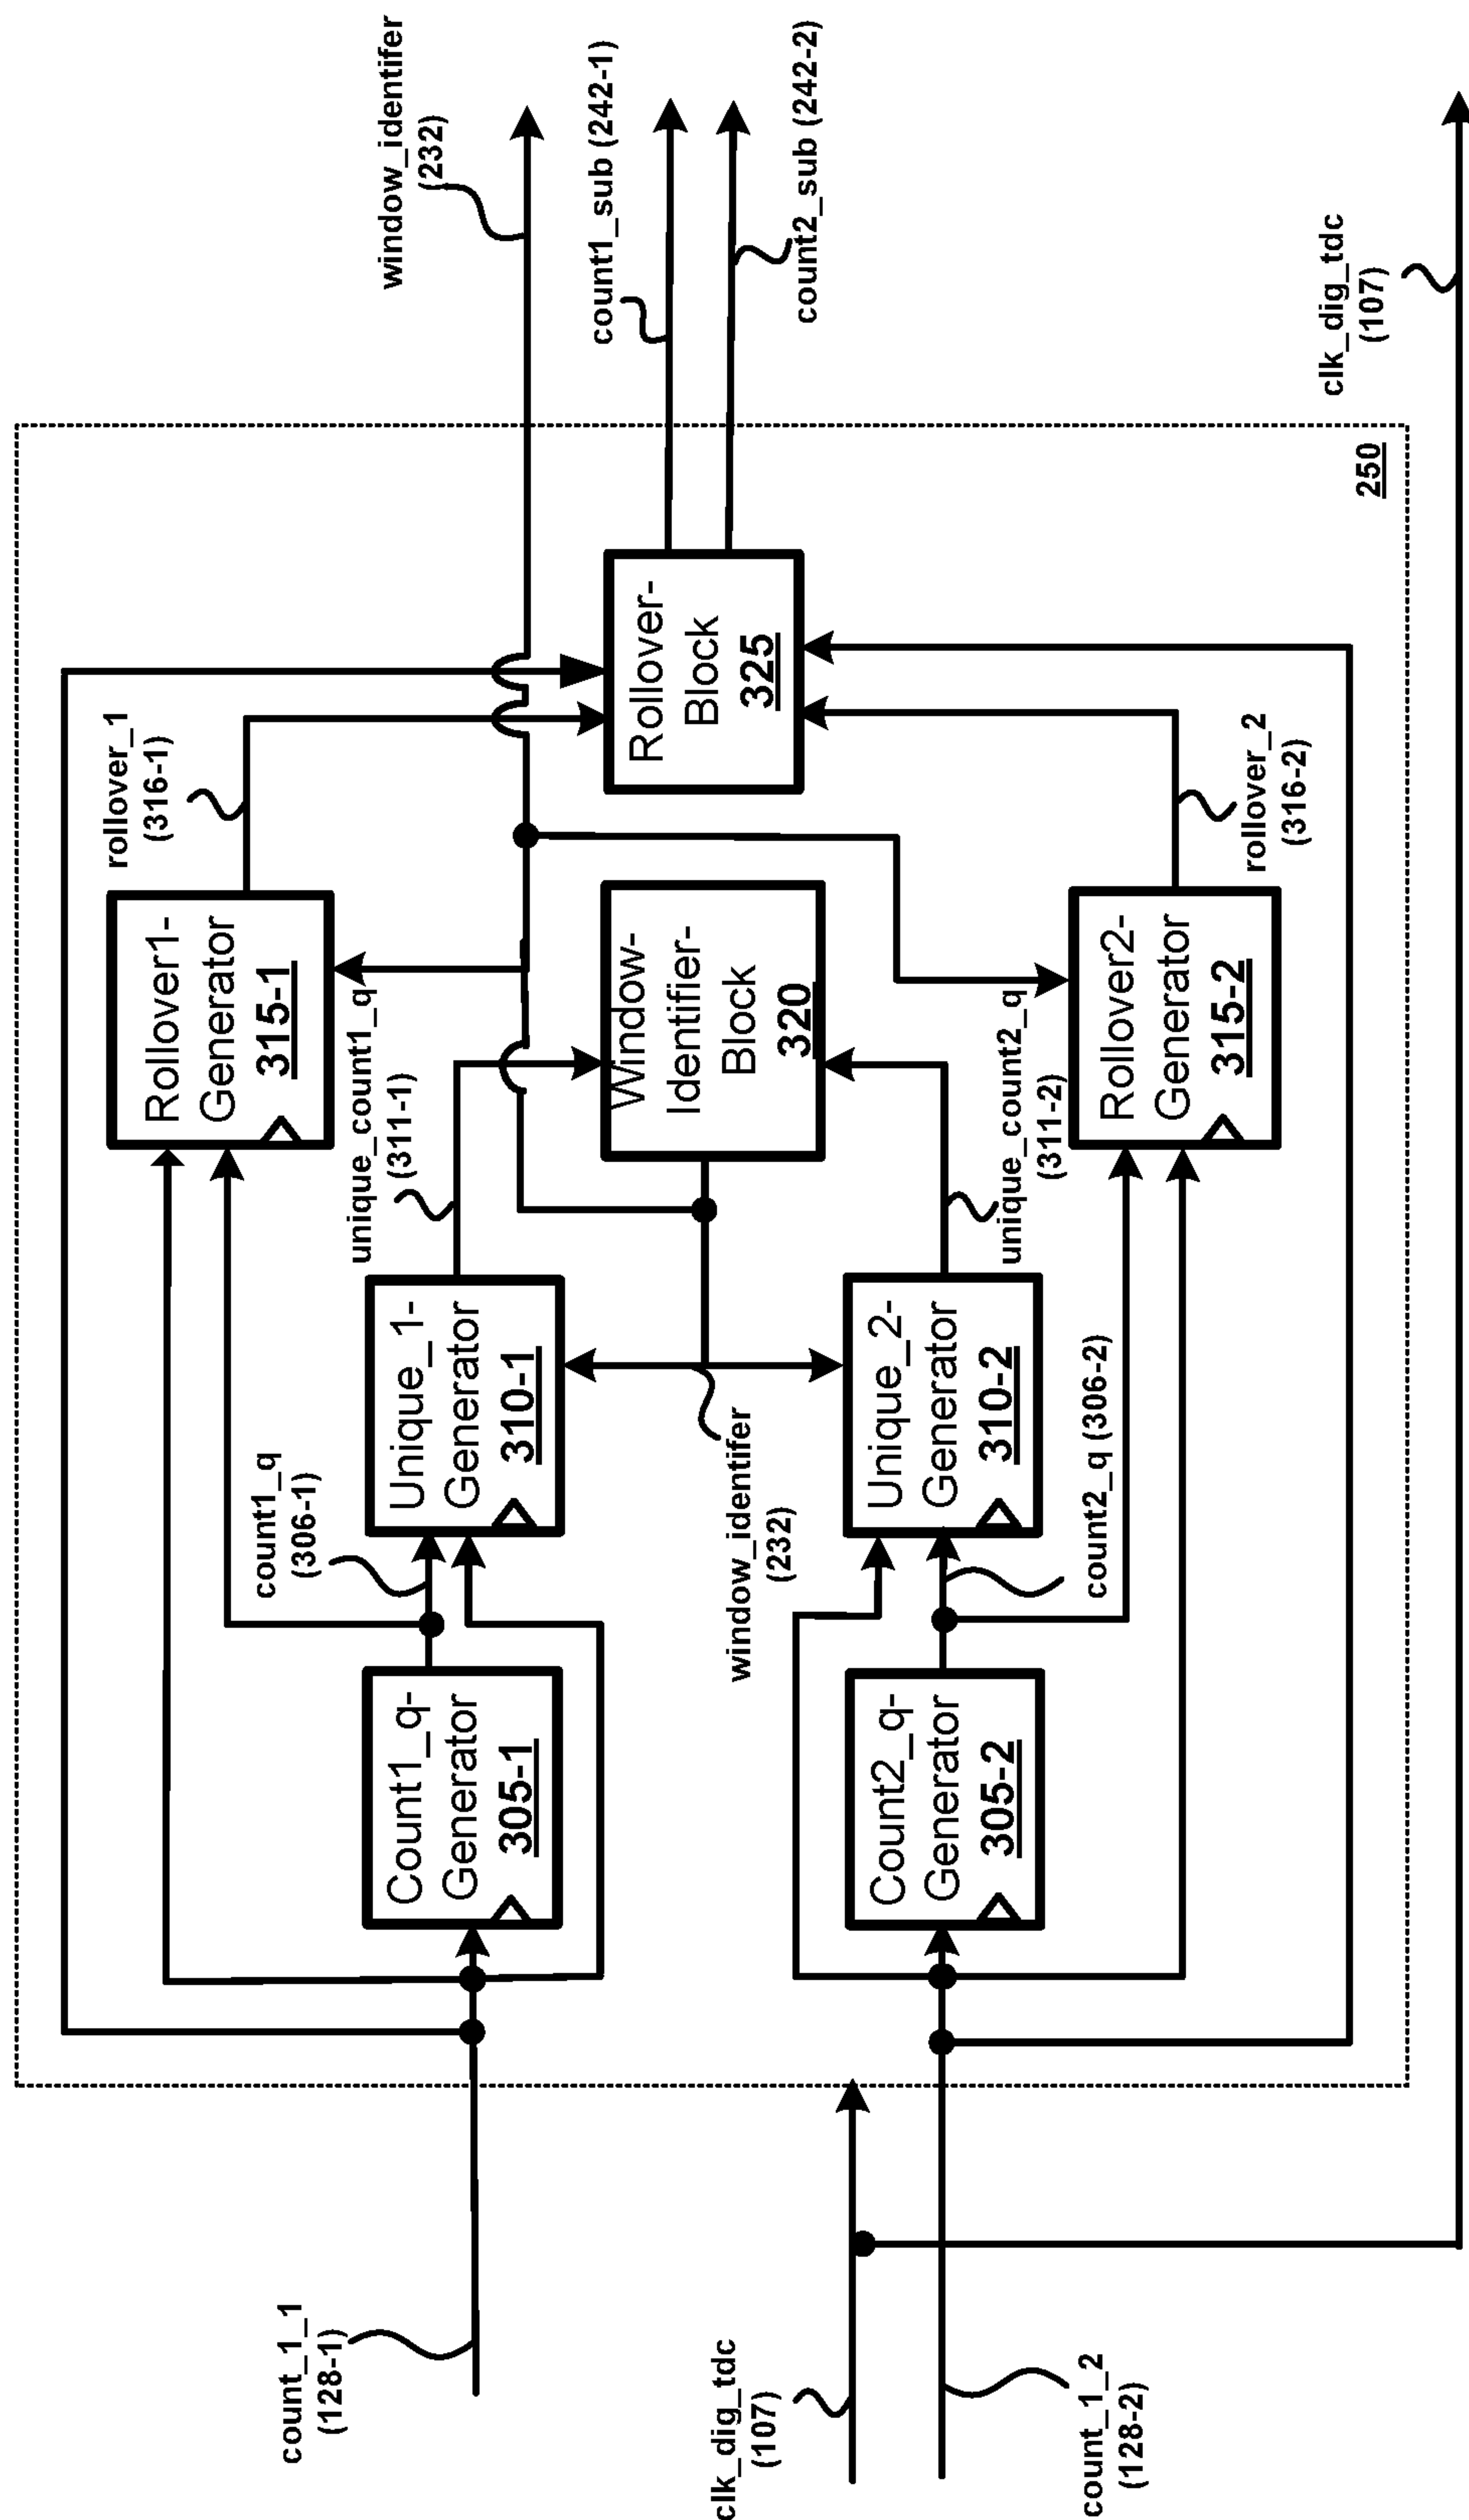 count_1_1
(128-1)
clk_dig_tdc
(107)
count_1_2
(128-2)
Count1_q-
Generator
305-1
Count2_q-
Generator
305-2
count1_q
(306-1)
count2_q (306-2)
Unique_1-
Generator
310-1
Unique_2-
Generator
310-2
window_identifer
(232)
unique_count1_q
(311-1)
unique_count2_q
(311-2)
Rollover1-
Generator
315-1
Window-
Identifier-
Block
320
Rollover2-
Generator
315-2
rollover_1
(316-1)
rollover_2
(316-2)
Rollover-
Block
325
250
window_identifer
(232)
count1_sub (242-1)
count2_sub (242-2)
clk_dig_tdc
(107)